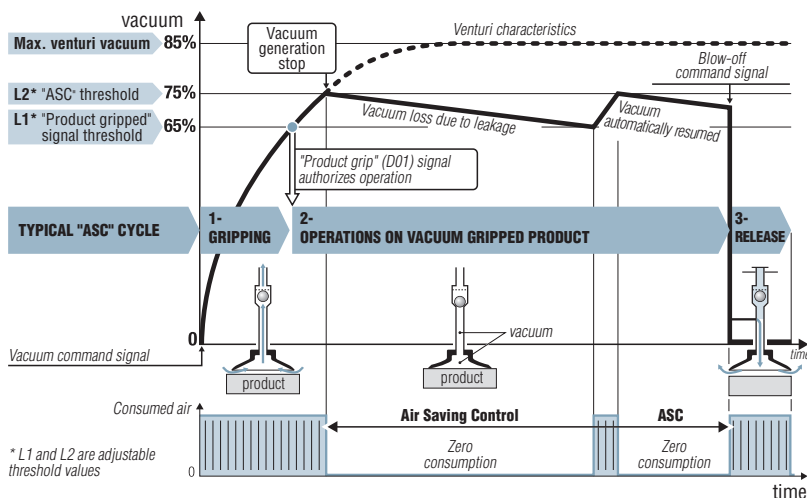 vacuum
Max. venturi vacuum 85%
Vacuum
generation
stop
Venturi characteristics
Blow-off
command signal
L2* "ASC" threshold 75%
L1* "Product gripped"
signal threshold
65%
Vacuum loss due to leakage
Vacuum
automatically resumed
"Product grip" (D01) signal
authorizes operation
TYPICAL "ASC" CYCLE
1-
GRIPPING
2-
OPERATIONS ON VACUUM GRIPPED PRODUCT
3-
RELEASE
0
Vacuum command signal
product
vacuum
product
time
Consumed air
Air Saving Control
ASC
Zero
consumption
Zero
consumption
* L1 and L2 are adjustable
threshold values
0
time